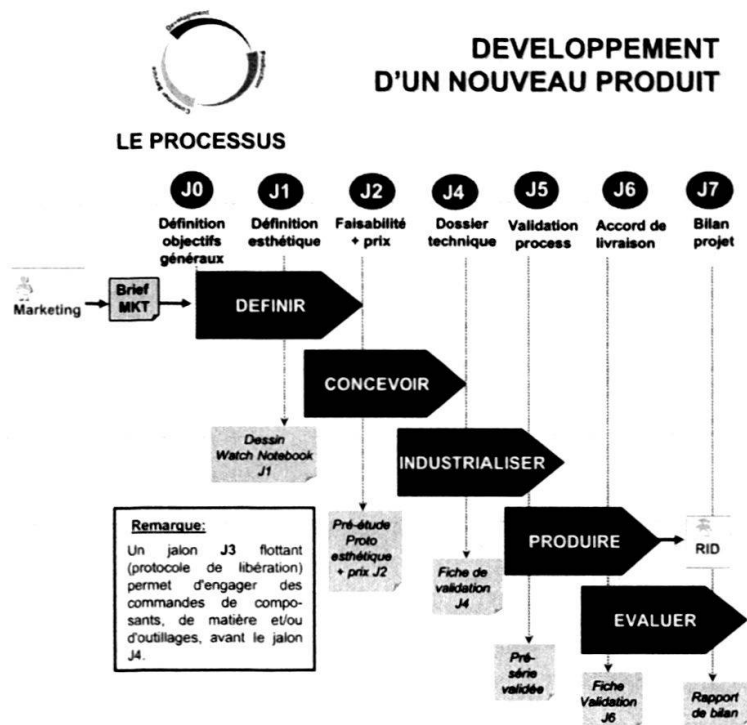 Development
Production
Customer Service
DEVELOPPEMENT
D'UN NOUVEAU PRODUIT
LE PROCESSUS
J0
J1
J2
J4
J5
J6
J7
Définition
objectifs
généraux
Définition
esthétique
Faisabilité
+ prix
Dossier
technique
Validation
process
Accord de
livraison
Bilan
projet
Marketing
Brief
MKT
DEFINIR
CONCEVOIR
Dessin
Watch Notebook
J1
INDUSTRIALISER
Remarque:
Un jalon J3 flottant
(protocole de libération)
permet d'engager des
commandes de compo-
sants, de matière et/ou
d'outillages, avant le jalon
J4.
Pré-étude
Proto
esthétique
+ prix J2
PRODUIRE
RID
Fiche de
validation
J4
EVALUER
Pré-
série
validée
Fiche
Validation
J6
Rapport
de bilan